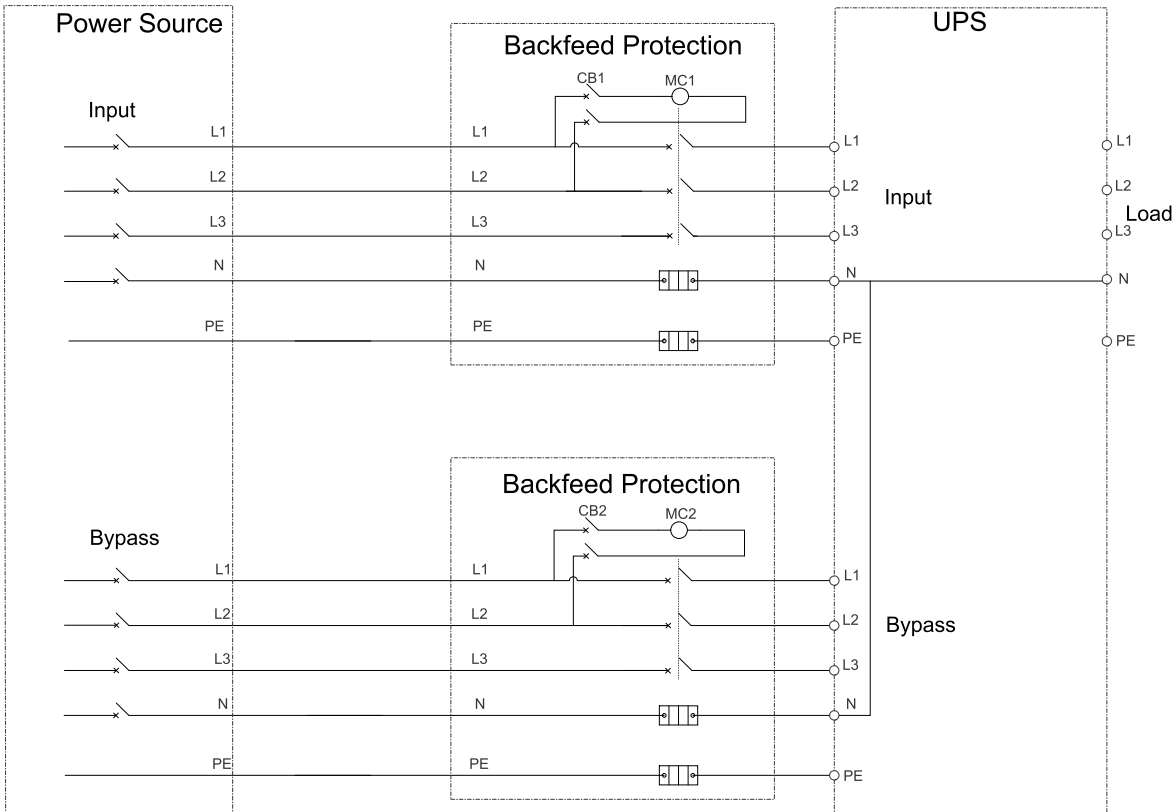 Power Source
Backfeed Protection
UPS
CB1
MC1
Input
L1
L1
L1
L1
L2
L2
L2
L2
Input
Load
L3
L3
L3
L3
N
N
N
N
PE
PE
PE
PE
Backfeed Protection
CB2
MC2
Bypass
L1
L1
L1
L2
L2
L2
Bypass
L3
L3
L3
N
N
N
PE
PE
PE